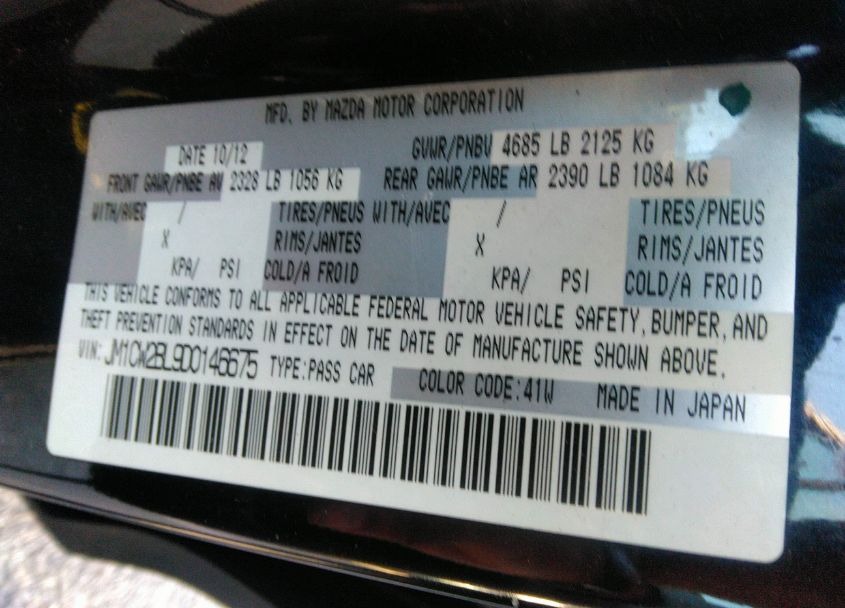 MFD. BY MAZDA MOTOR CORPORATION
DATE 10/12 GVWR/PNBV 4685 LB 2125 KG
FRONT GAWR/PNBE AV 2328 LB 1056 KG REAR GAWR/PNBE AR 2390 LB 1084 KG
WITH/AVEC / TIRES/PNEUS WITH/AVEC / TIRES/PNEUS
X RIMS/JANTES X RIMS/JANTES
KPA/ PSI COLD/A FROID KPA/ PSI COLD/A FROID
THIS VEHICLE CONFORMS TO ALL APPLICABLE FEDERAL MOTOR VEHICLE SAFETY, BUMPER, AND
THEFT PREVENTION STANDARDS IN EFFECT ON THE DATE OF MANUFACTURE SHOWN ABOVE.
VIN: JM1CW2BL9D0146675 TYPE: PASS CAR COLOR CODE: 41W MADE IN JAPAN